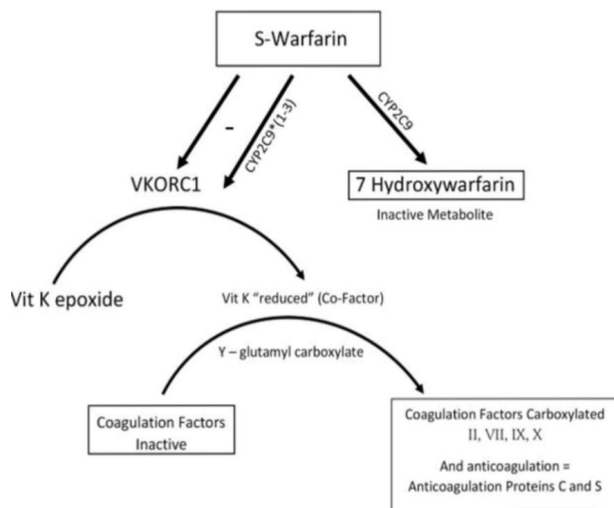 S-Warfarin
-
CYP2C9*(1-3)
CYP2C9
VKORC1
7 Hydroxywarfarin
Inactive Metabolite
Vit K epoxide
Vit K “reduced” (Co-Factor)
Y – glutamyl carboxylate
Coagulation Factors
Inactive
Coagulation Factors Carboxylated
II, VII, IX, X
And anticoagulation =
Anticoagulation Proteins C and S